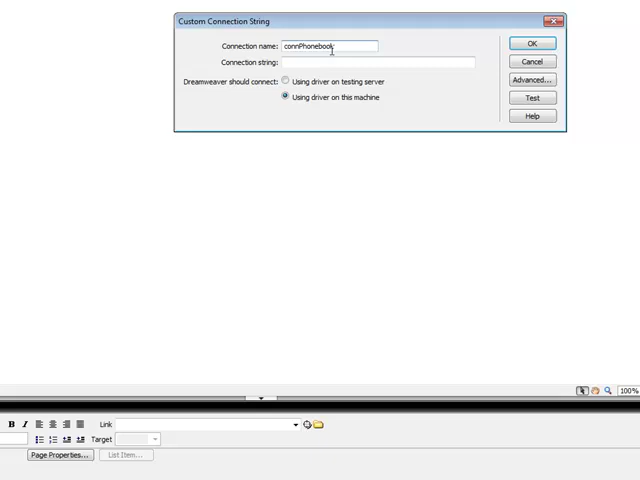 Custom Connection String
Connection name: connPhonebook
OK
Connection string:
Cancel
Dreamweaver should connect: Using driver on testing server
Advanced...
Using driver on this machine
Test
Help
100%
B I Link
Target
Page Properties... List Item...